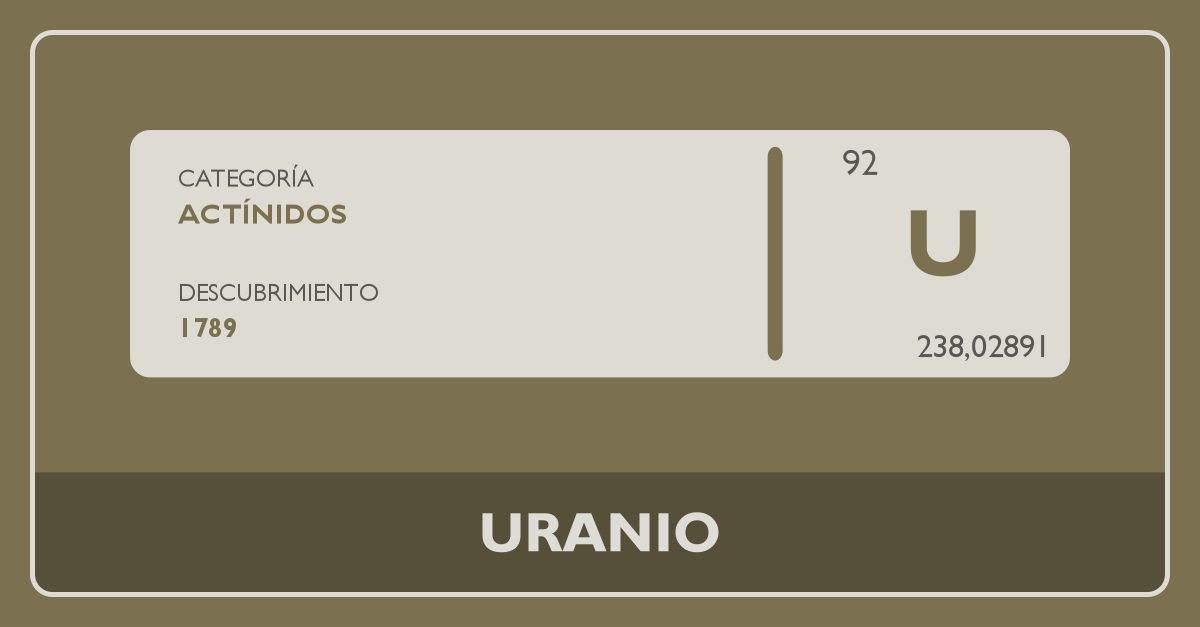 CATEGORÍA
ACTÍNIDOS
DESCUBRIMIENTO
1789
92
U
238,02891
URANIO